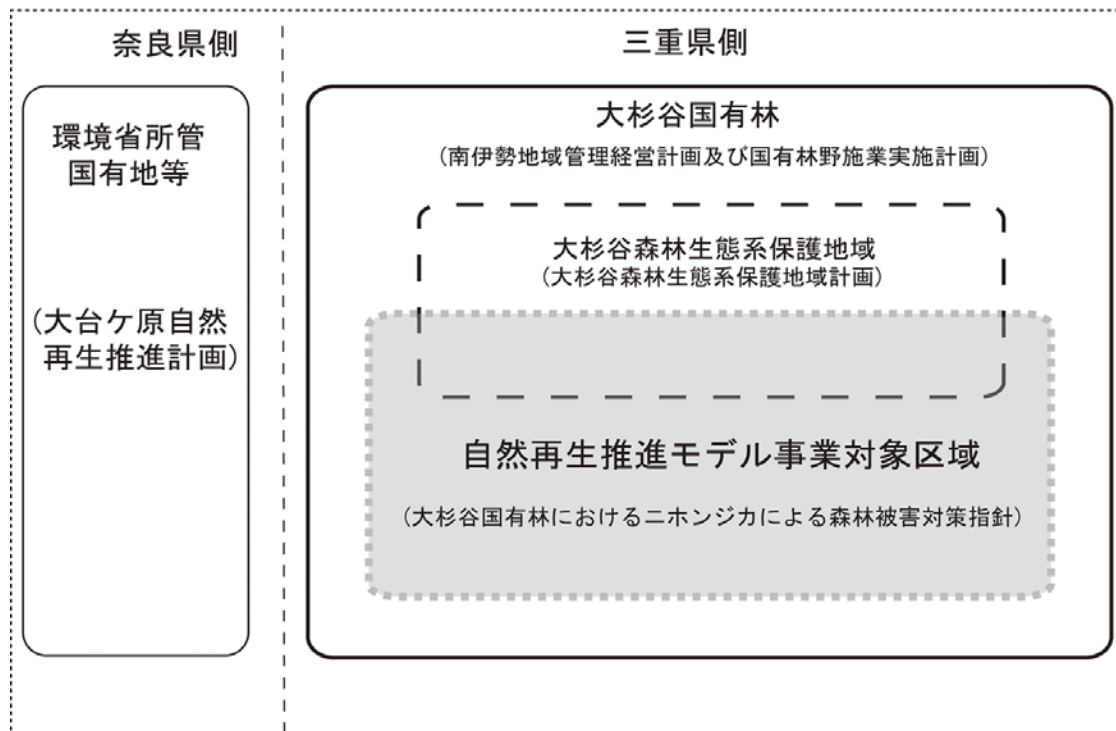 奈良県側
三重県側
環境省所管
国有地等
(大台ケ原自然
再生推進計画)
大杉谷国有林
(南伊勢地域管理経営計画及び国有林野施業実施計画)
大杉谷森林生態系保護地域
(大杉谷森林生態系保護地域計画)
自然再生推進モデル事業対象区域
(大杉谷国有林におけるニホンジカによる森林被害対策指針)